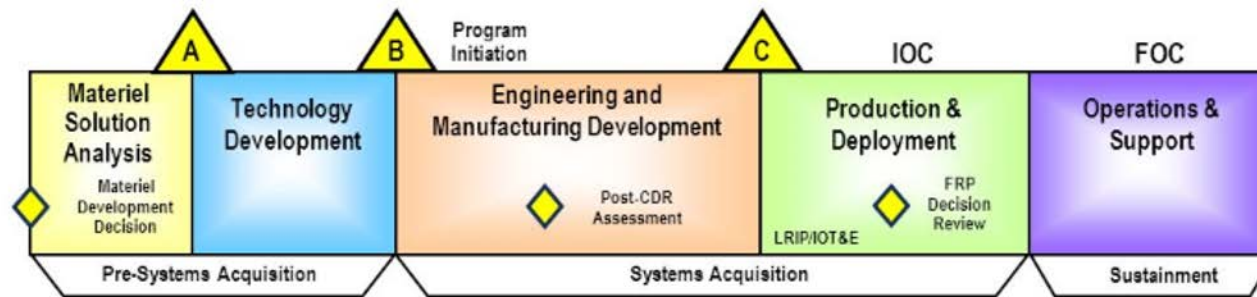 A
B
Program
Initiation
C
IOC
FOC
Materiel
Solution
Analysis
Technology
Development
Engineering and
Manufacturing Development
Production &
Deployment
Operations &
Support
Materiel
Development
Decision
Post-CDR
Assessment
FRP
Decision
Review
LRIP/IOT&E
Pre-Systems Acquisition
Systems Acquisition
Sustainment